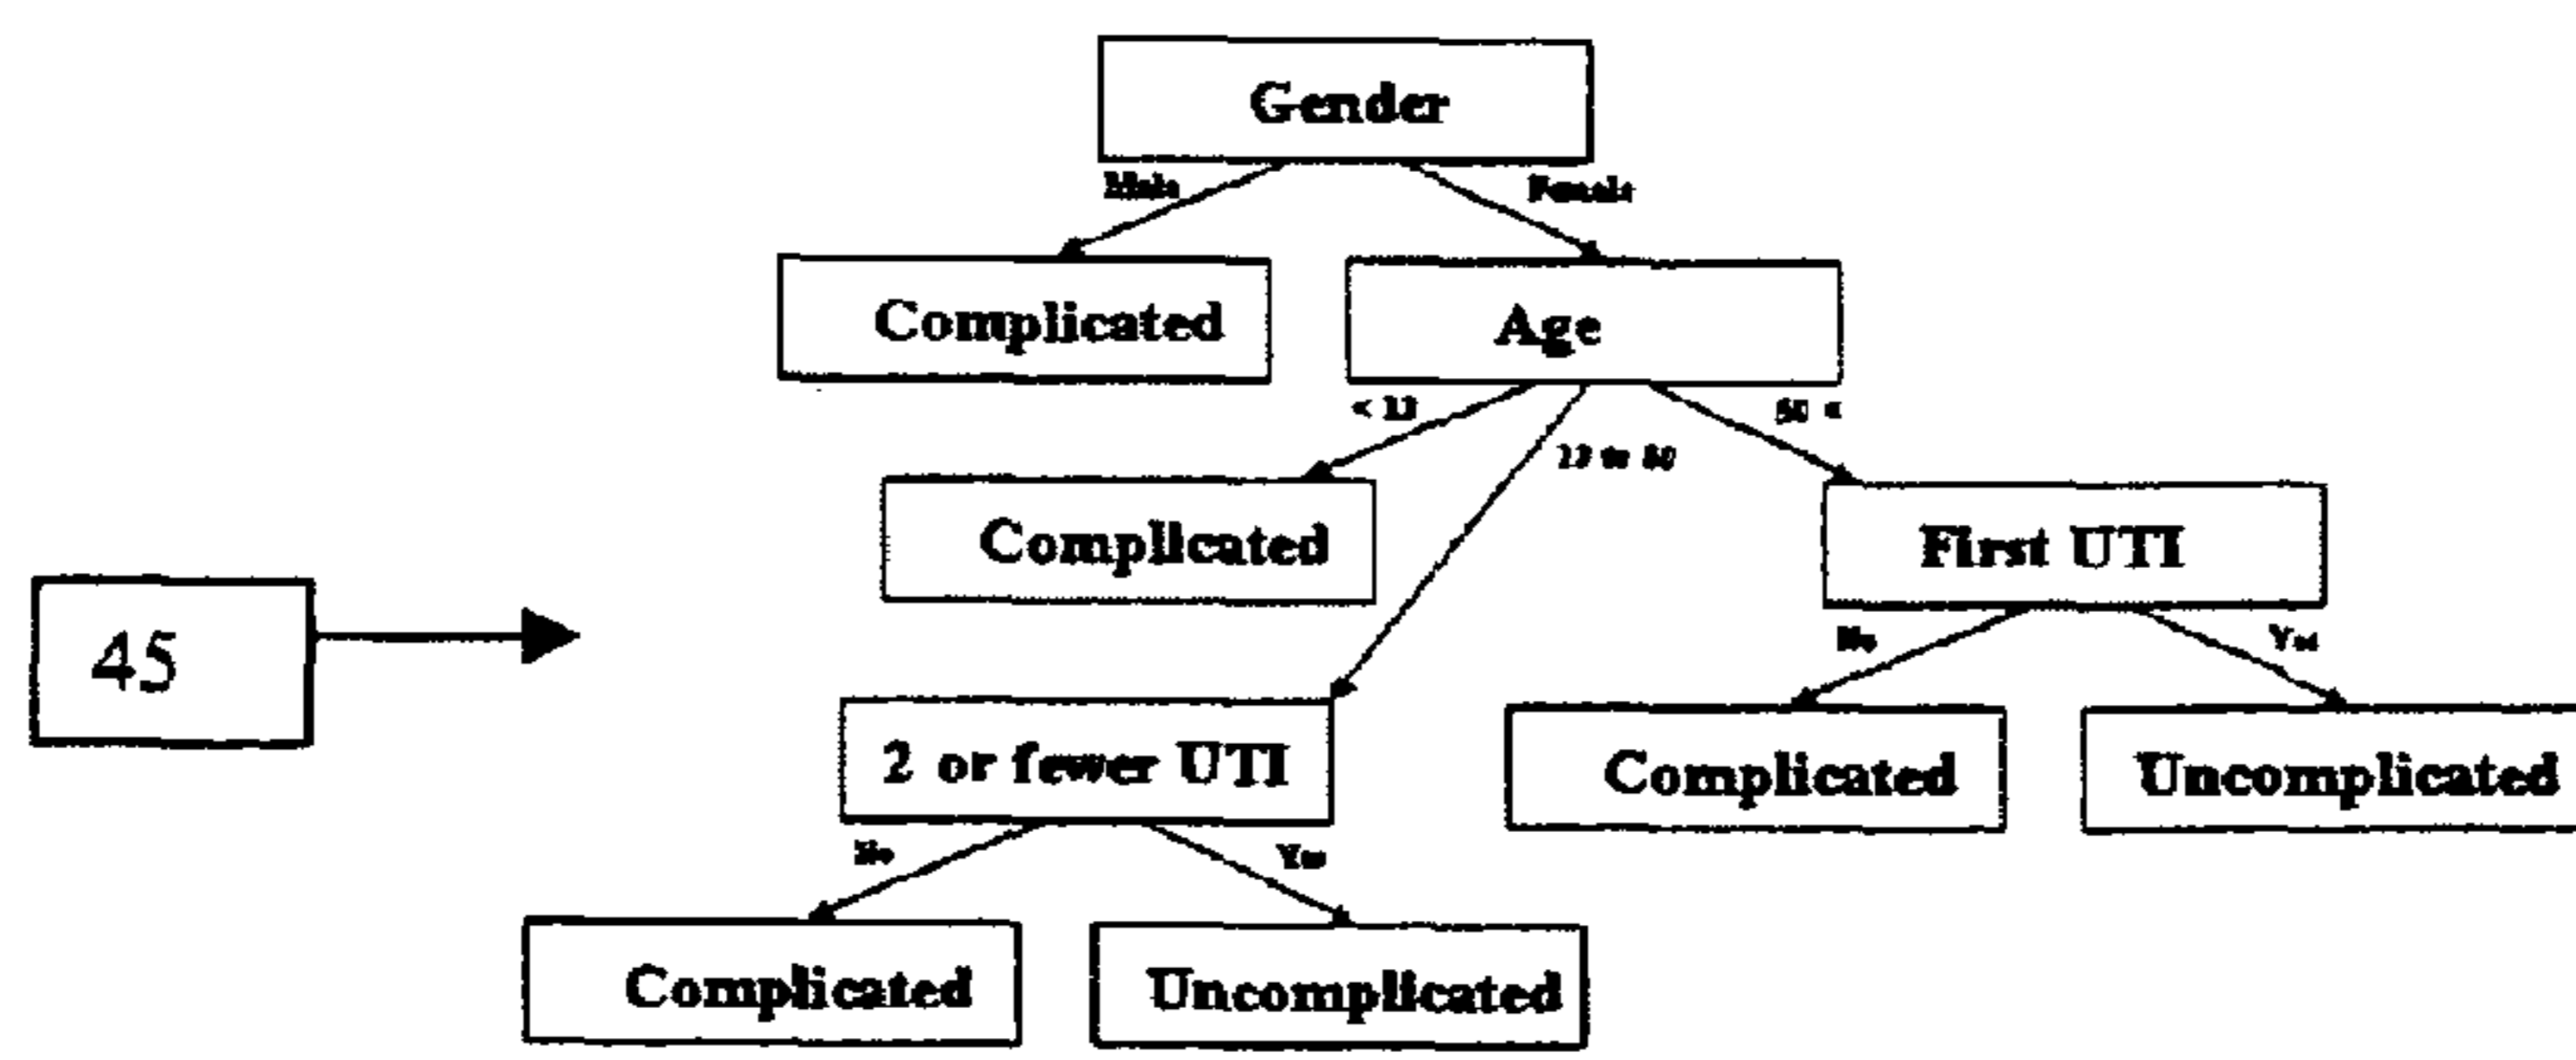 Gender
Male
Female
Complicated
Age
Complicated
First UTI
45
No
Yes
2 or fewer UTI
Complicated
Uncomplicated
No
Yes
Complicated
Uncomplicated